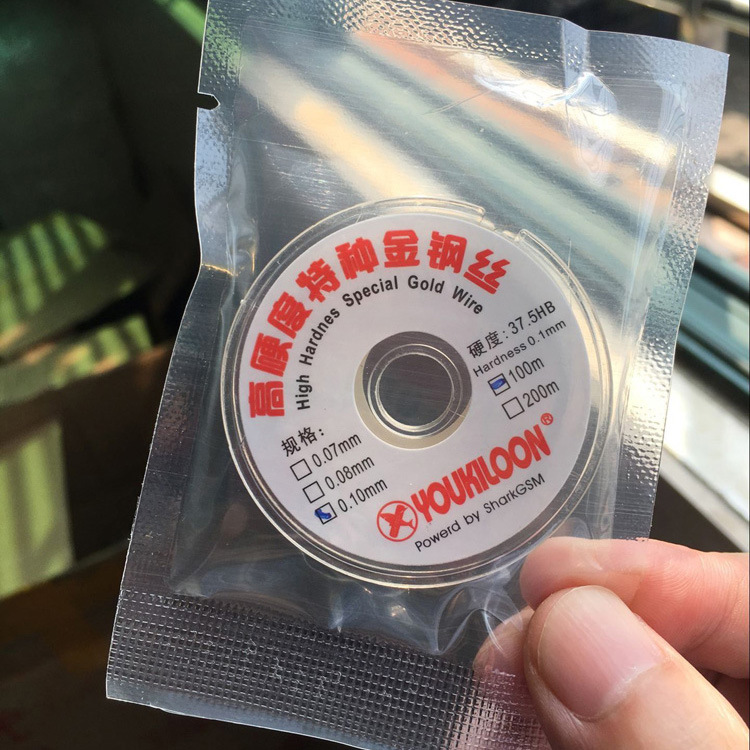 高硬度特种金钢丝
High Hardnes Special Gold Wire
硬度: 37.5HB
Hardness 0.1mm
100m
200m
规格:
0.07mm
0.08mm
0.10mm
YOUKILOON®
Powerd by SharkGSM